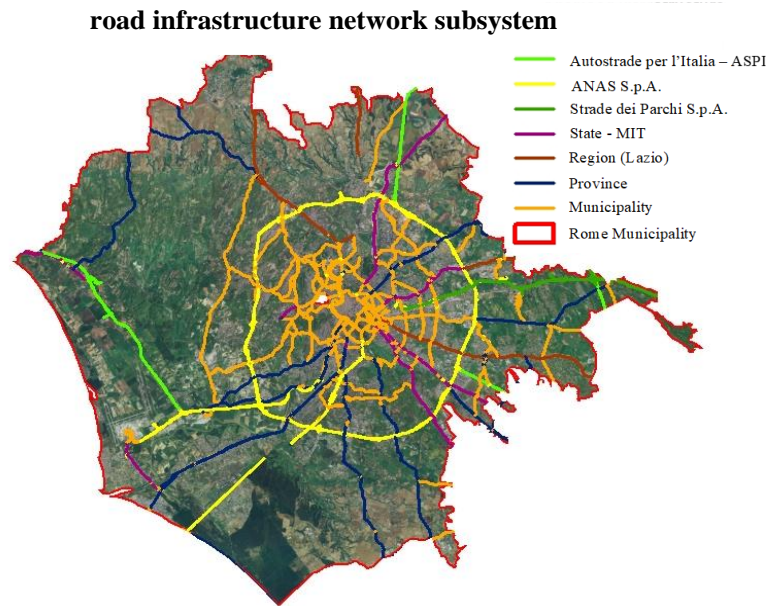 road infrastructure network subsystem
Autostrade per l'Italia – ASPI
ANAS S.p.A.
Strade dei Parchi S.p.A.
State - MIT
Region (Lazio)
Province
Municipality
Rome Municipality